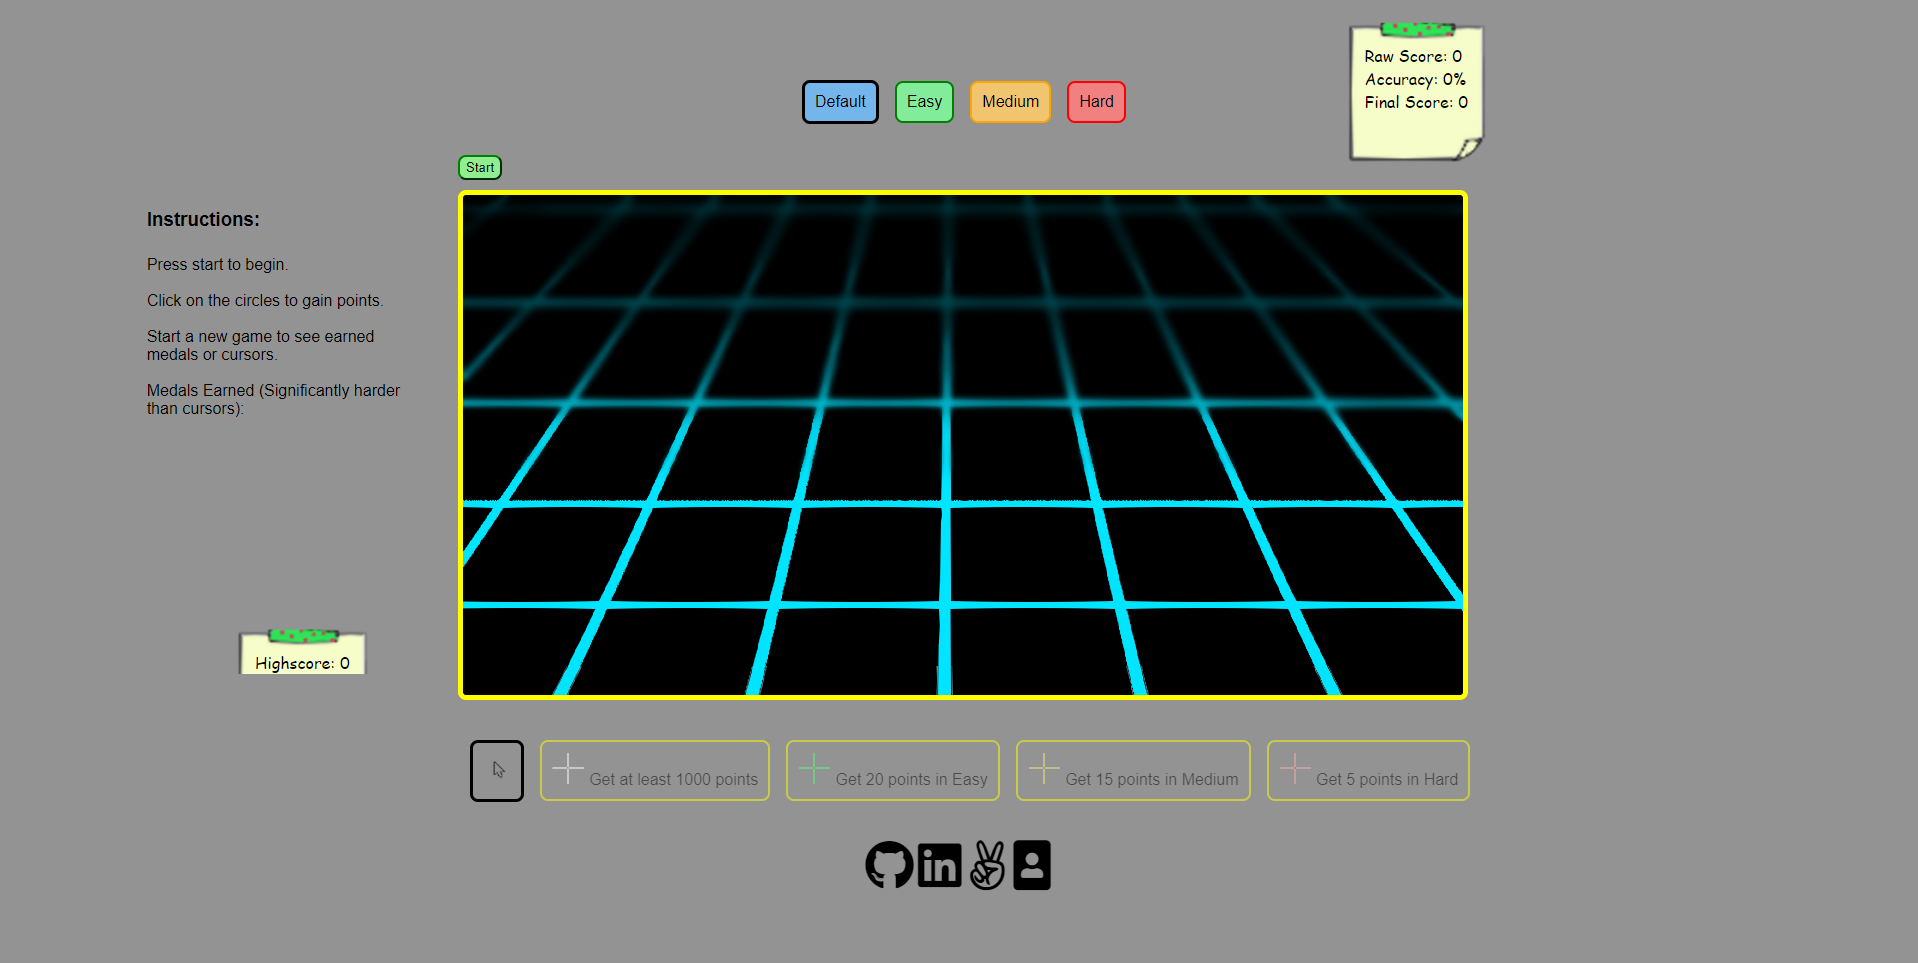 Raw Score: 0
Accuracy: 0%
Final Score: 0
Default
Easy
Medium
Hard
Start
Instructions:
Press start to begin.
Click on the circles to gain points.
Start a new game to see earned
medals or cursors.
Medals Earned (Significantly harder
than cursors):
Highscore: 0
Get at least 1000 points
Get 20 points in Easy
Get 15 points in Medium
Get 5 points in Hard
in